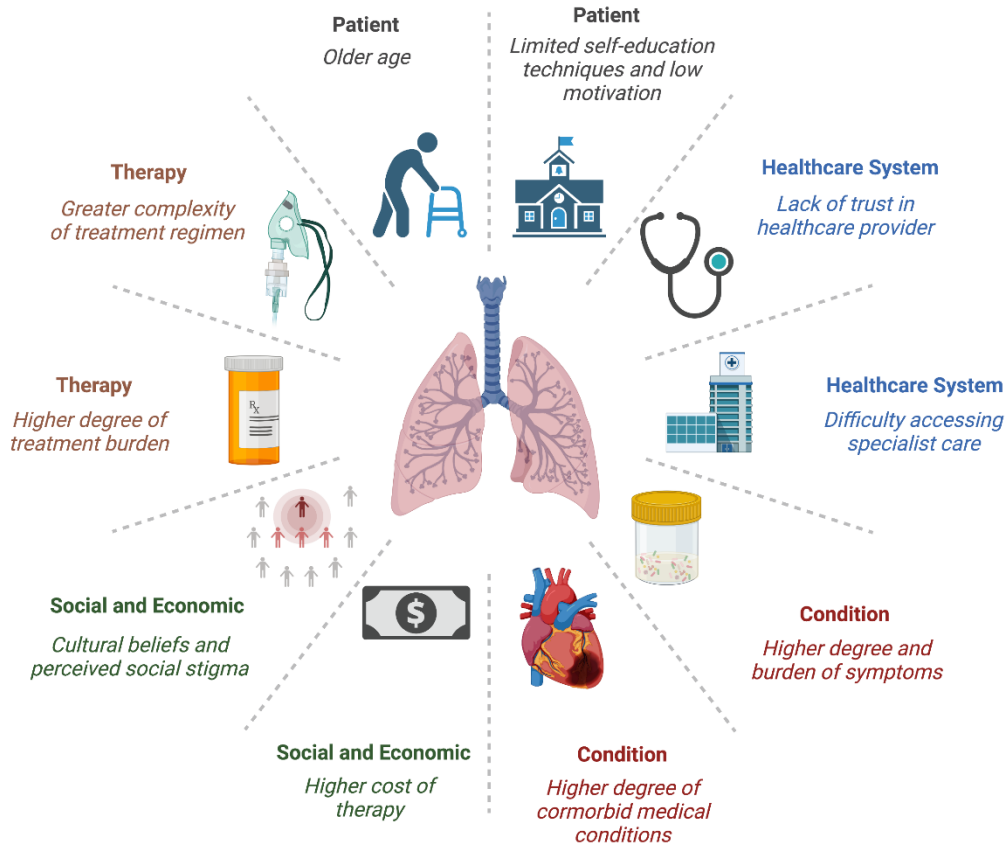 Patient
Older age
Patient
Limited self-education
techniques and low
motivation
Healthcare System
Lack of trust in
healthcare provider
Healthcare System
Difficulty accessing
specialist care
Condition
Higher degree and
burden of symptoms
Condition
Higher degree of
cormorbid medical
conditions
Social and Economic
Higher cost of
therapy
Social and Economic
Cultural beliefs and
perceived social stigma
Therapy
Higher degree of
treatment burden
Rx
Therapy
Greater complexity
of treatment regimen
$